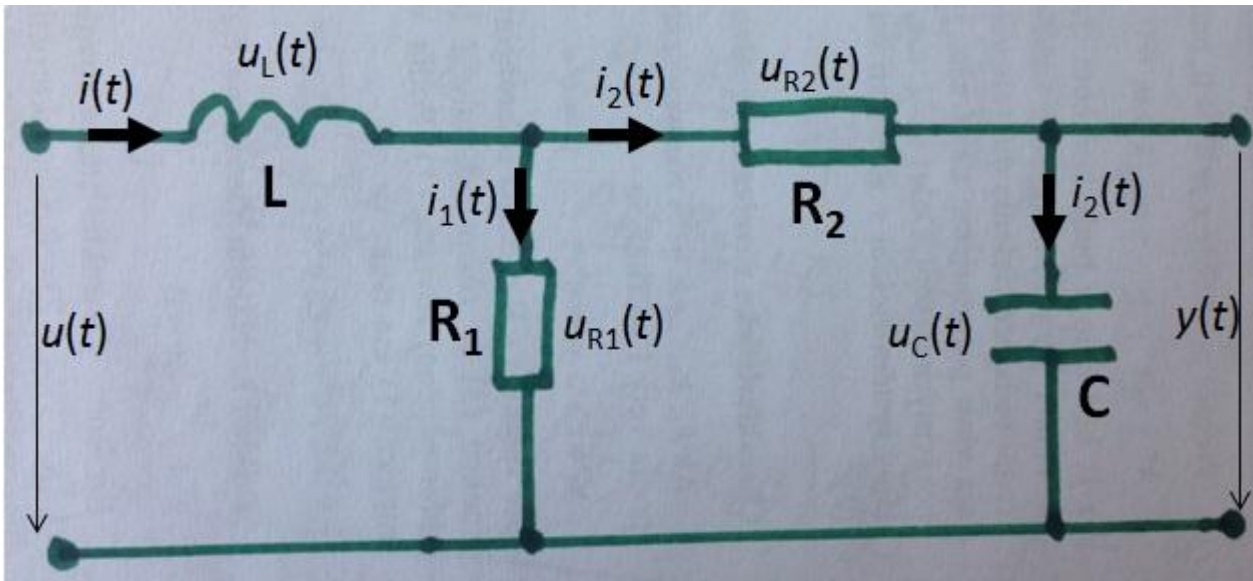 u_L(t)
i(t)
i_2(t)
u_R2(t)
L
i_1(t)
R_2
i_2(t)
u(t)
R_1
u_R1(t)
u_C(t)
y(t)
C